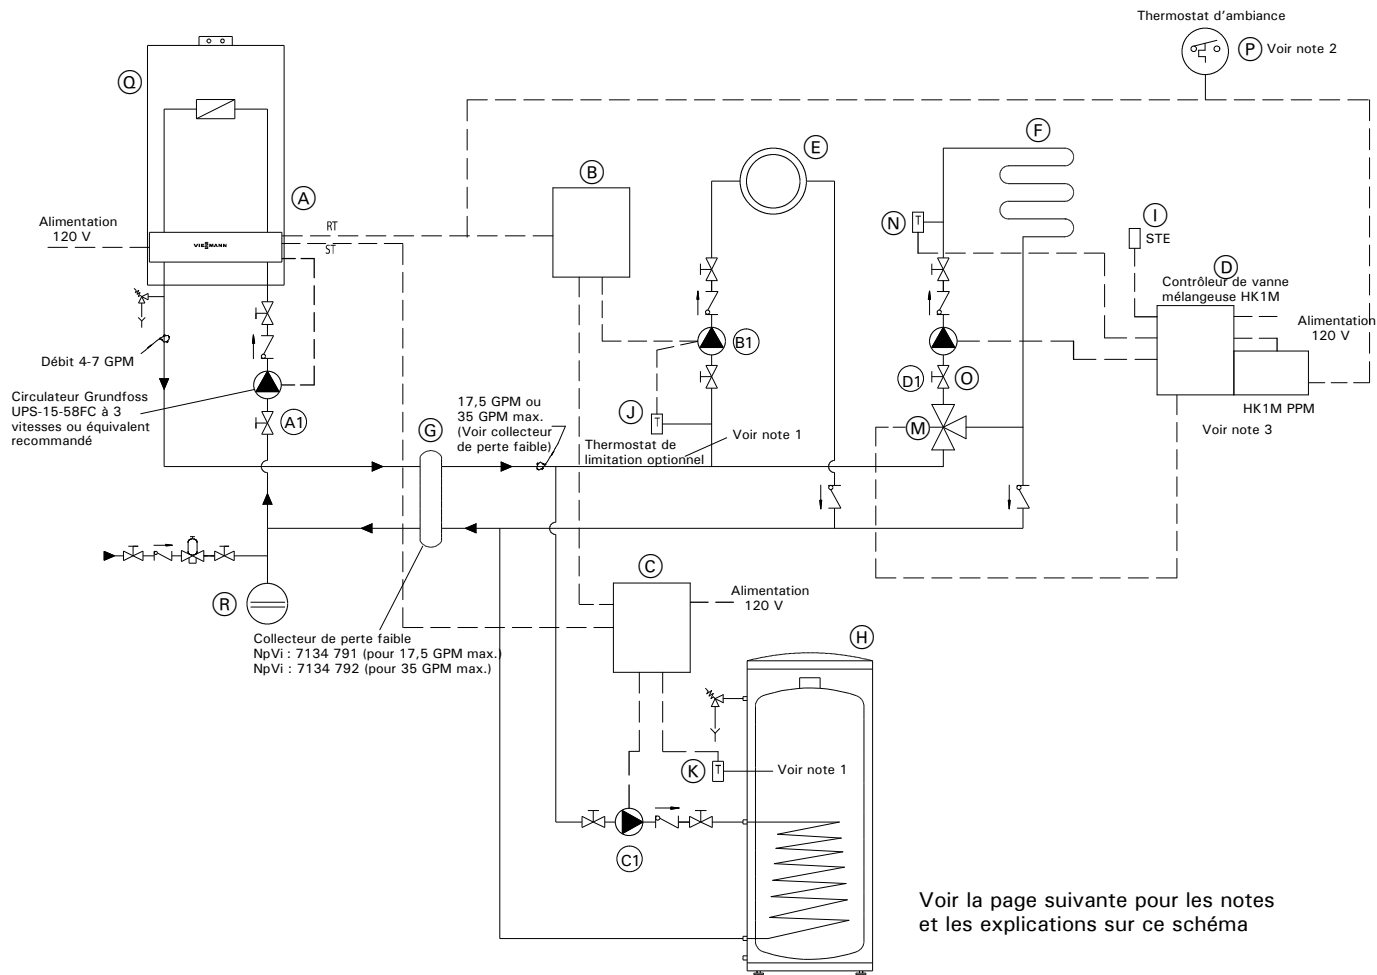 Thermostat d'ambiance
P
Voir note 2
Q
F
E
B
A
Alimentation
120 V
RT
ST
VIESMANN
N
T
I
STE
D
Contrôleur de vanne
mélangeuse HK1M
Alimentation
120 V
B1
Débit 4-7 GPM
D1
O
HK1M PPM
Circulateur Grundfoss
UPS-15-58FC à 3
vitesses ou équivalent
recommandé
A1
G
17,5 GPM ou
35 GPM max.
(Voir collecteur
de perte faible)
J
T
Thermostat de
limitation optionnel
Voir note 1
M
Voir note 3
C
Alimentation
120 V
R
Collecteur de perte faible
NpVi : 7134 791 (pour 17,5 GPM max.)
NpVi : 7134 792 (pour 35 GPM max.)
H
K
T
Voir note 1
C1
Voir la page suivante pour les notes
et les explications sur ce schéma